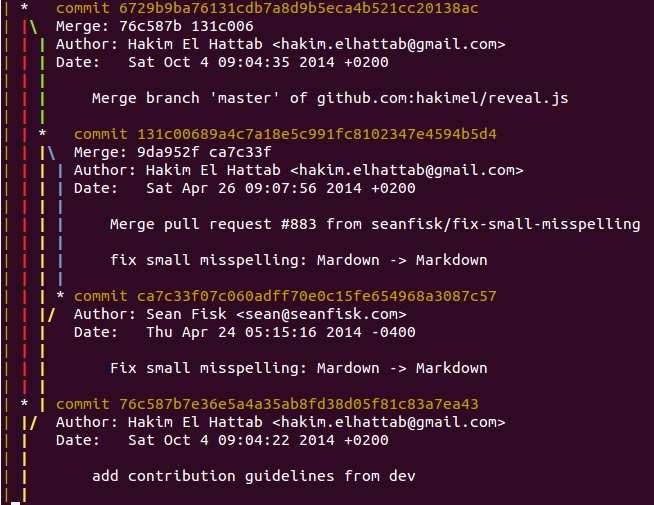 | *   commit 6729b9ba76131cdb7a8d9b5eca4b521cc20138ac
| |\  Merge: 76c587b 131c006
| | | Author: Hakim El Hattab <hakim.elhattab@gmail.com>
| | | Date:   Sat Oct 4 09:04:35 2014 +0200
| | |
| | |     Merge branch 'master' of github.com:hakimel/reveal.js
| | |
| | *   commit 131c00689a4c7a18e5c991fc8102347e4594b5d4
| | |\  Merge: 9da952f ca7c33f
| | | | Author: Hakim El Hattab <hakim.elhattab@gmail.com>
| | | | Date:   Sat Apr 26 09:07:56 2014 +0200
| | | |
| | | |     Merge pull request #883 from seanfisk/fix-small-misspelling
| | | |
| | | |     fix small misspelling: Mardown -> Markdown
| | | |
| | | * commit ca7c33f07c060adff70e0c15fe654968a3087c57
| | |/  Author: Sean Fisk <sean@seanfisk.com>
| | |   Date:   Thu Apr 24 05:15:16 2014 -0400
| | |
| | |       Fix small misspelling: Mardown -> Markdown
| | |
| * | commit 76c587b7e36e5a4a35ab8fd38d05f81c83a7ea43
| |/  Author: Hakim El Hattab <hakim.elhattab@gmail.com>
| |   Date:   Sat Oct 4 09:04:22 2014 +0200
| |
| |       add contribution guidelines from dev
| |